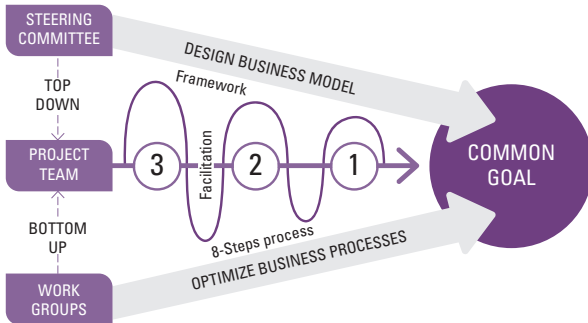 STEERING
COMMITTEE
DESIGN BUSINESS MODEL
TOP
DOWN
Framework
PROJECT
TEAM
3
Facilitation
2
1
COMMON
GOAL
BOTTOM
UP
8-Steps process
OPTIMIZE BUSINESS PROCESSES
WORK
GROUPS